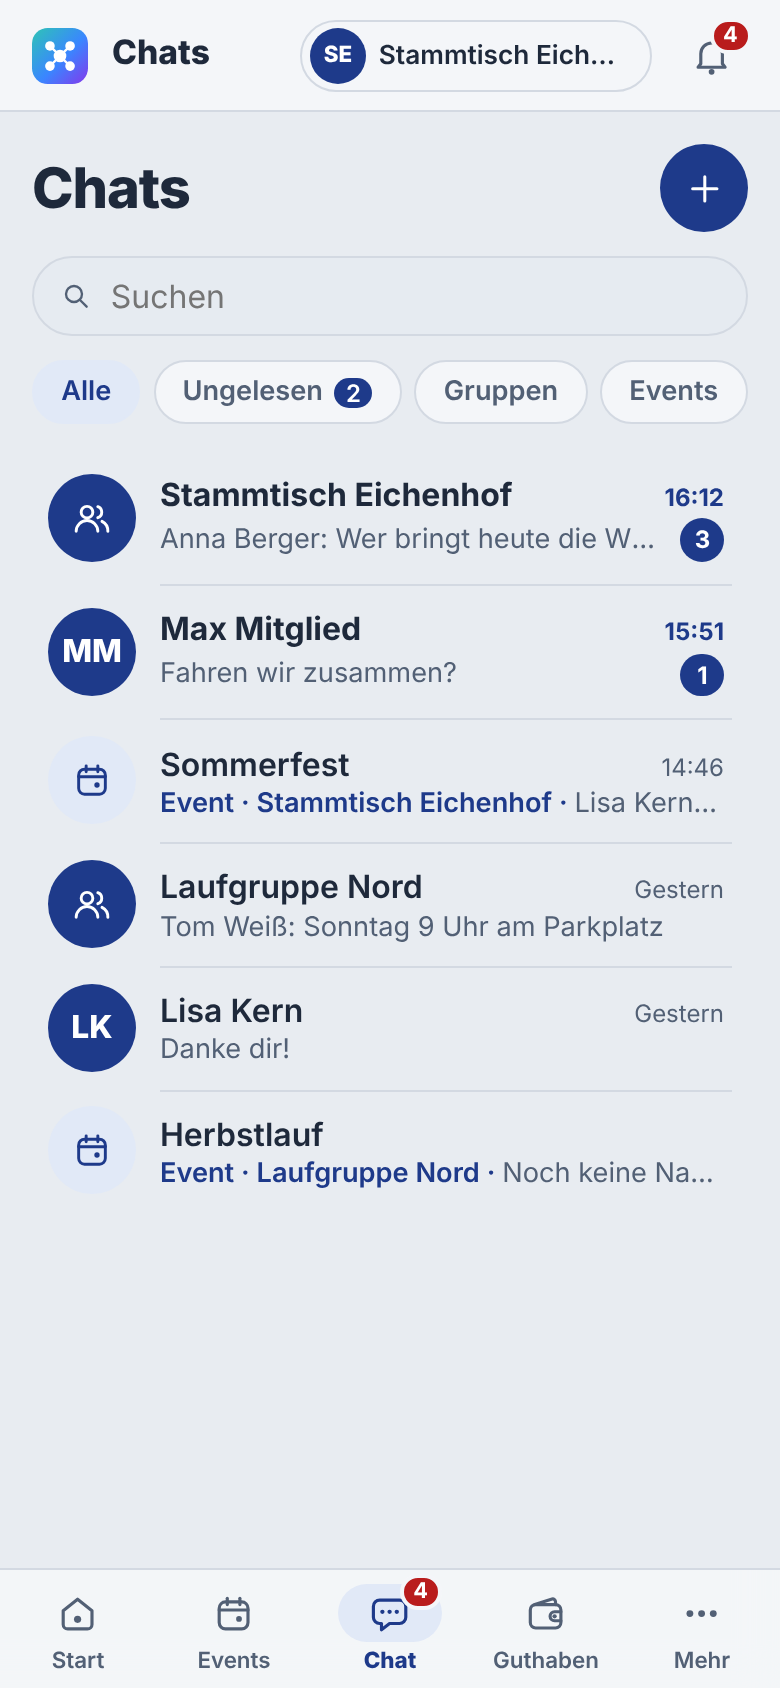 Chats
SE Stammtisch Eich...
4
Chats
Suchen
Alle
Ungelesen 2
Gruppen
Events
Stammtisch Eichenhof 16:12
Anna Berger: Wer bringt heute die W... 3
MM
Max Mitglied 15:51
Fahren wir zusammen? 1
Sommerfest 14:46
Event · Stammtisch Eichenhof · Lisa Kern...
Laufgruppe Nord Gestern
Tom Weiß: Sonntag 9 Uhr am Parkplatz
LK
Lisa Kern Gestern
Danke dir!
Herbstlauf
Event · Laufgruppe Nord · Noch keine Na...
4
Start
Events
Chat
Guthaben
Mehr